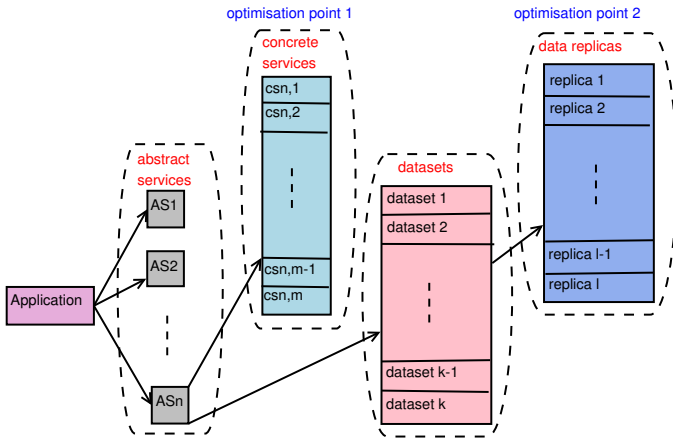 optimisation point 1
optimisation point 2
concrete
services
data replicas
csn,1
csn,2
csn,m-1
csn,m
replica 1
replica 2
replica l-1
replica l
abstract
services
AS1
AS2
ASn
datasets
dataset 1
dataset 2
dataset k-1
dataset k
Application